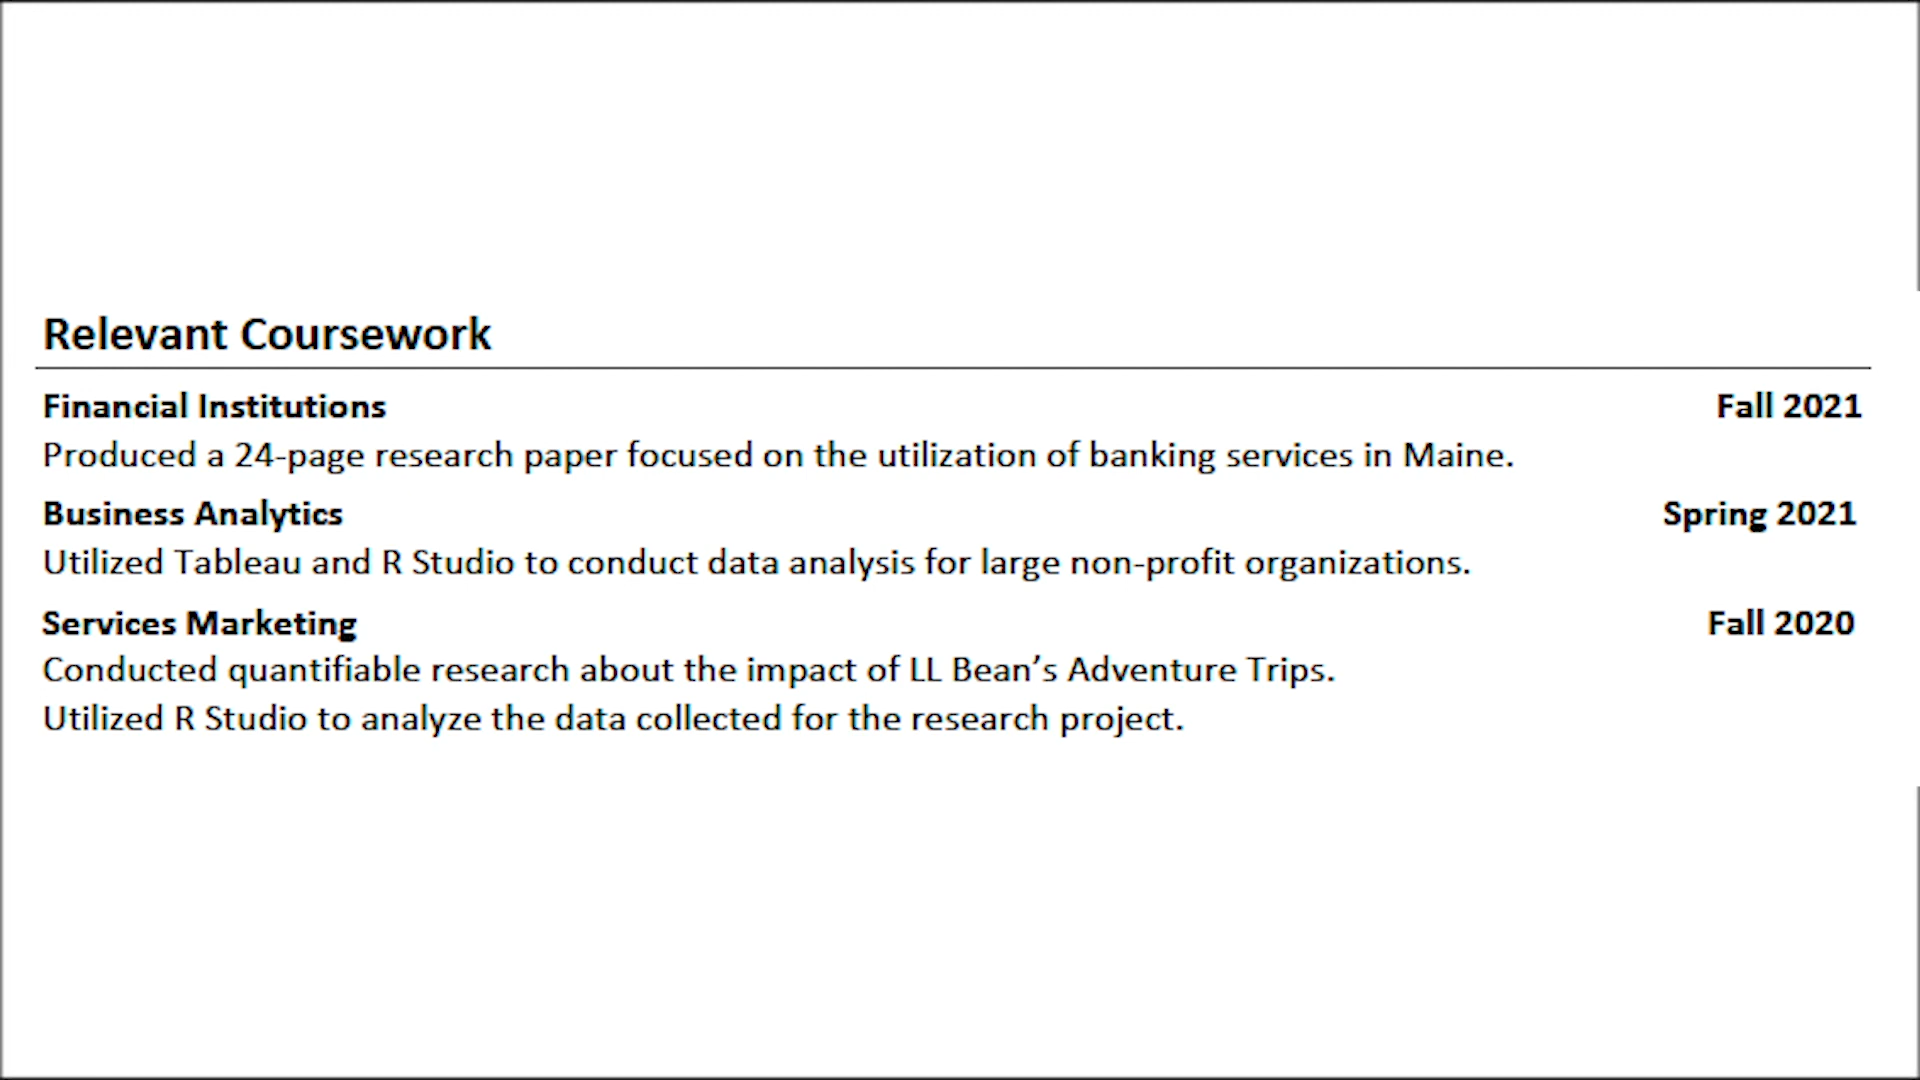 Relevant Coursework
Financial Institutions Fall 2021
Produced a 24-page research paper focused on the utilization of banking services in Maine.
Business Analytics Spring 2021
Utilized Tableau and R Studio to conduct data analysis for large non-profit organizations.
Services Marketing Fall 2020
Conducted quantifiable research about the impact of LL Bean’s Adventure Trips.
Utilized R Studio to analyze the data collected for the research project.